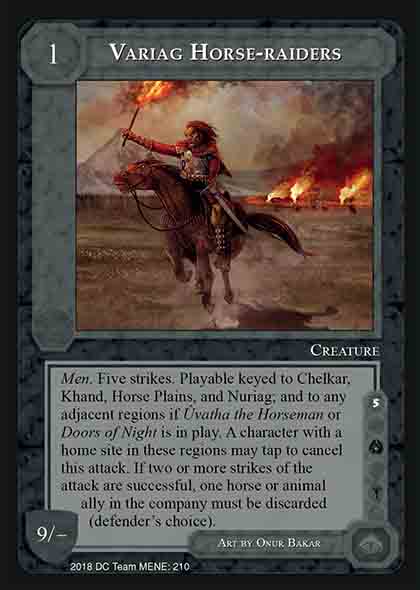 1
VARIAG HORSE-RAIDERS
CREATURE
Men. Five strikes. Playable keyed to Chelkar,
Khand, Horse Plains, and Nuriag; and to any
adjacent regions if Úvatha the Horseman or
Doors of Night is in play. A character with a
home site in these regions may tap to cancel
this attack. If two or more strikes of the
attack are successful, one horse or animal
ally in the company must be discarded
(defender's choice).
5
9/–
ART BY ONUR BAKAR
2018 DC Team MENE: 210